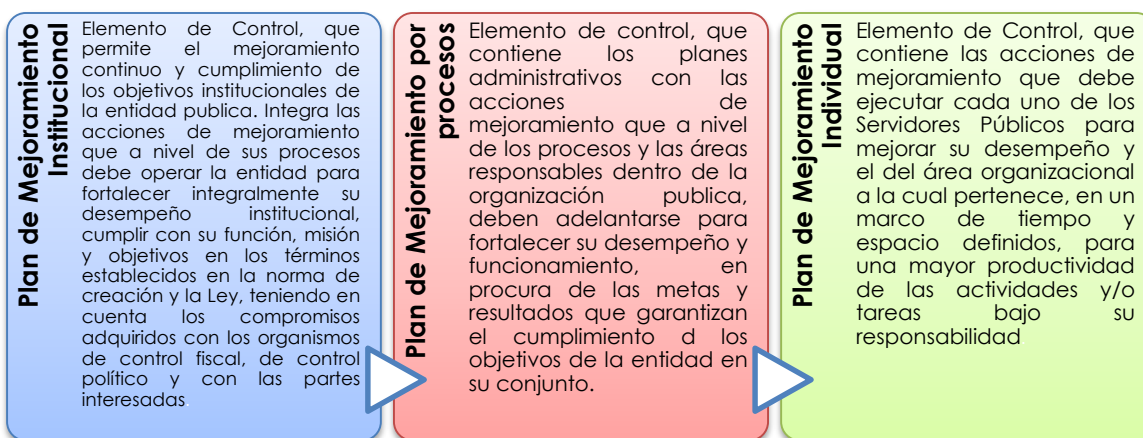 Plan de Mejoramiento
Institucional
Elemento de Control, que
permite el mejoramiento
continuo y cumplimiento de
los objetivos institucionales de
la entidad publica. Integra las
acciones de mejoramiento
que a nivel de sus procesos
debe operar la entidad para
fortalecer integralmente su
desempeño institucional,
cumplir con su función, misión
y objetivos en los términos
establecidos en la norma de
creación y la Ley, teniendo en
cuenta los compromisos
adquiridos con los organismos
de control fiscal, de control
político y con las partes
interesadas.
Plan de Mejoramiento por
procesos
Elemento de control, que
contiene los planes
administrativos con las
acciones de
mejoramiento que a nivel
de los procesos y las áreas
responsables dentro de la
organización publica,
deben adelantarse para
fortalecer su desempeño y
funcionamiento, en
procura de las metas y
resultados que garantizan
el cumplimiento d los
objetivos de la entidad en
su conjunto.
Plan de Mejoramiento
Individual
Elemento de Control, que
contiene las acciones de
mejoramiento que debe
ejecutar cada uno de los
Servidores Públicos para
mejorar su desempeño y
el del área organizacional
a la cual pertenece, en un
marco de tiempo y
espacio definidos, para
una mayor productividad
de las actividades y/o
tareas bajo su
responsabilidad